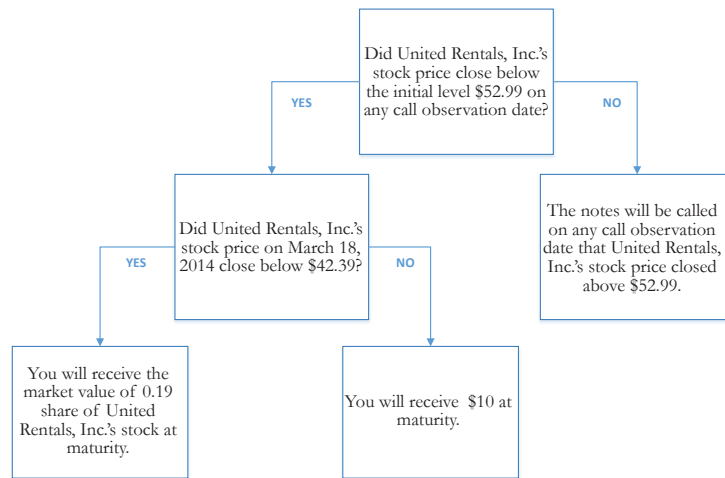 Did United Rentals, Inc.'s
stock price close below
the initial level $52.99 on
any call observation date?
YES
NO
Did United Rentals, Inc.'s
stock price on March 18,
2014 close below $42.39?
The notes will be called
on any call observation
date that United Rentals,
Inc.'s stock price closed
above $52.99.
YES
NO
You will receive the
market value of 0.19
share of United
Rentals, Inc.'s stock at
maturity.
You will receive $10 at
maturity.